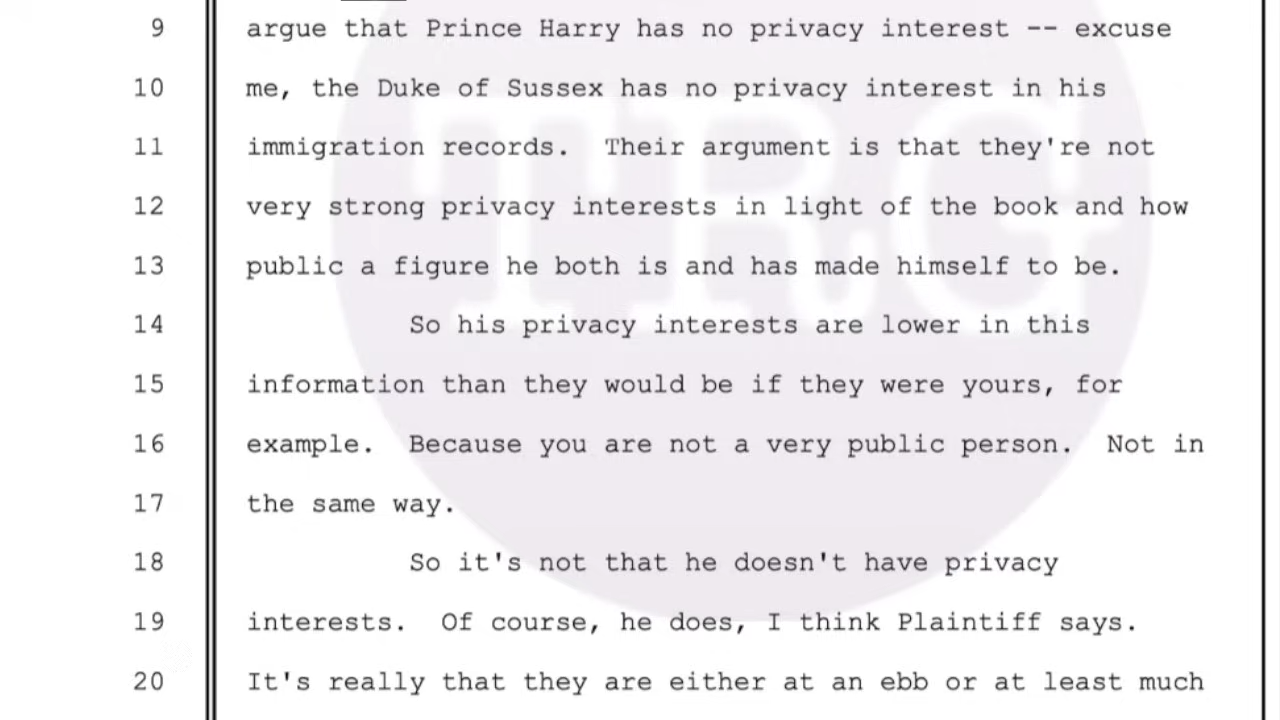 9 argue that Prince Harry has no privacy interest -- excuse
10 me, the Duke of Sussex has no privacy interest in his
11 immigration records. Their argument is that they're not
12 very strong privacy interests in light of the book and how
13 public a figure he both is and has made himself to be.
14 So his privacy interests are lower in this
15 information than they would be if they were yours, for
16 example. Because you are not a very public person. Not in
17 the same way.
18 So it's not that he doesn't have privacy
19 interests. Of course, he does, I think Plaintiff says.
20 It's really that they are either at an ebb or at least much
TRG